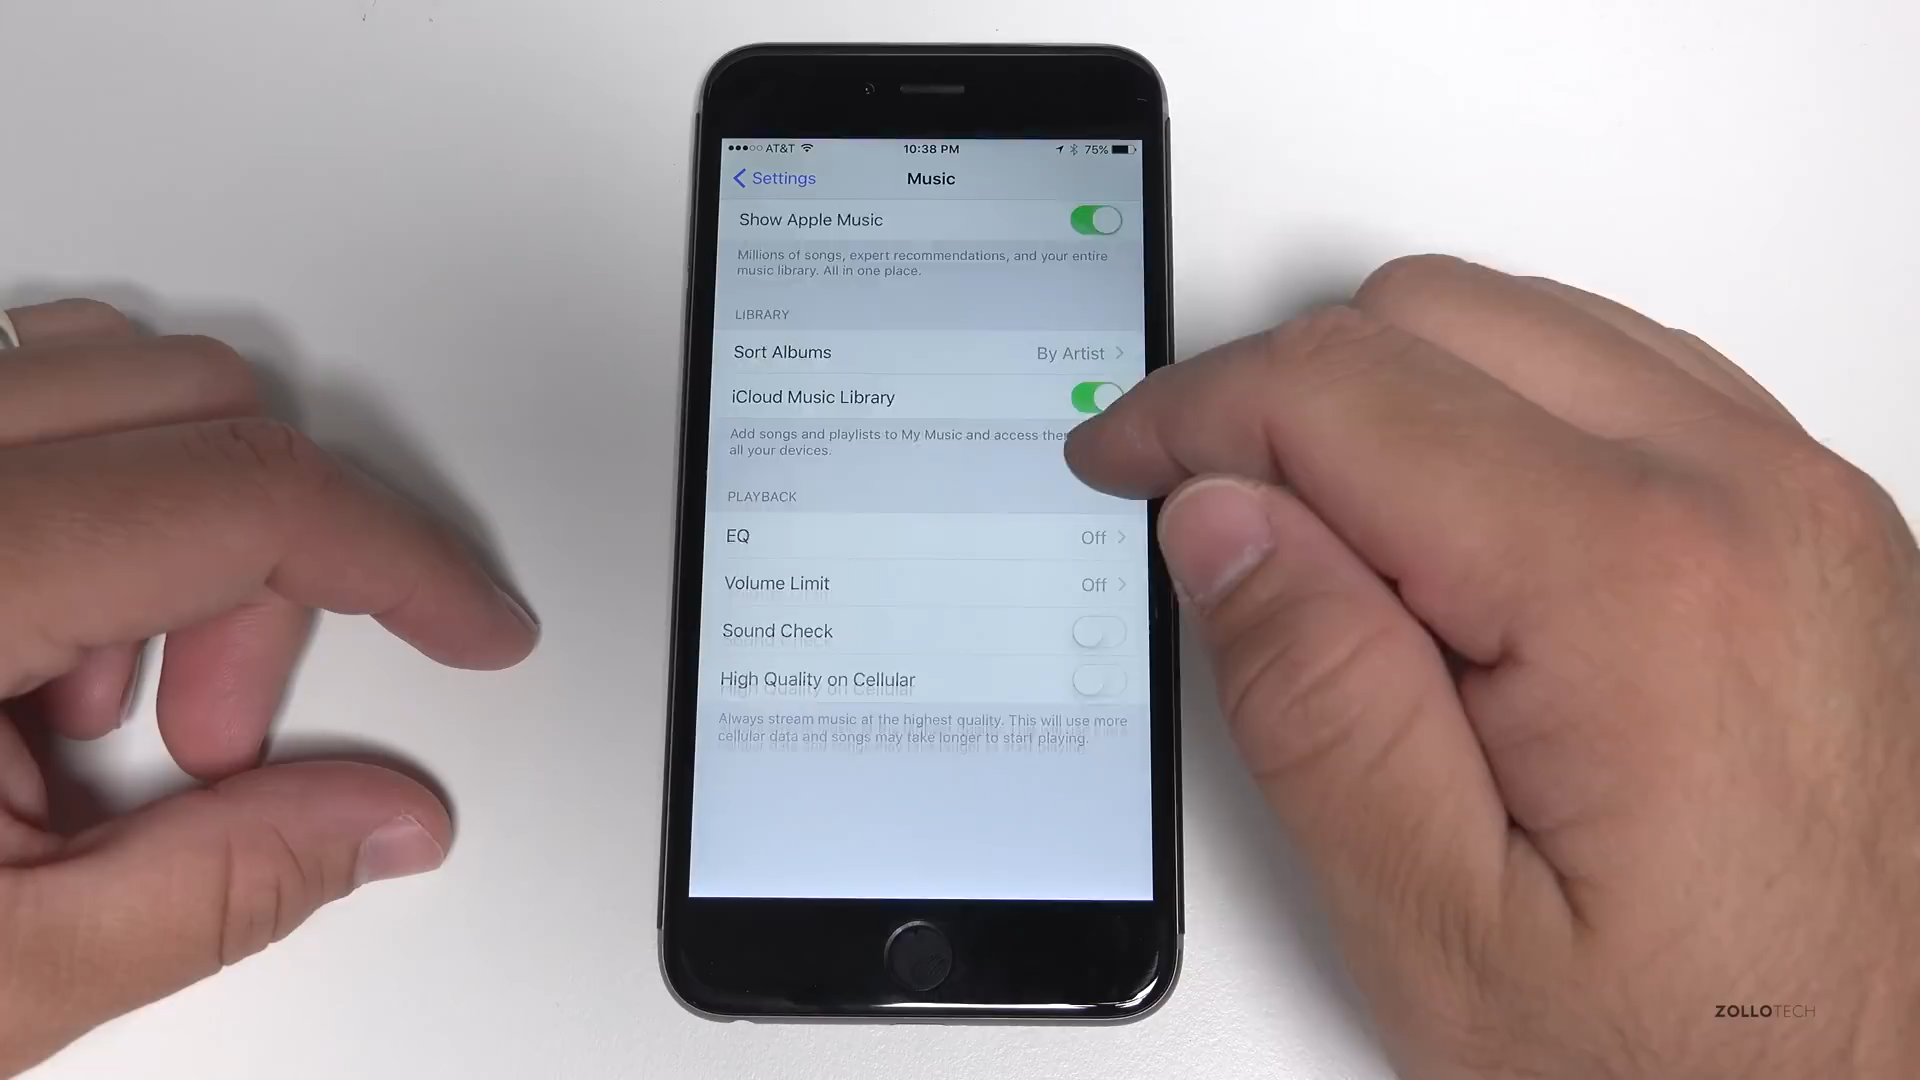 AT&T 10:38 PM 75%
Settings Music
Show Apple Music
Millions of songs, expert recommendations, and your entire
music library. All in one place.
LIBRARY
Sort Albums By Artist
iCloud Music Library
Add songs and playlists to My Music and access
all your devices.
PLAYBACK
EQ Off
Volume Limit Off
Sound Check
High Quality on Cellular
Always stream music at the highest quality. This will use more
cellular data and songs may take longer to start playing.
ZOLLOTECH